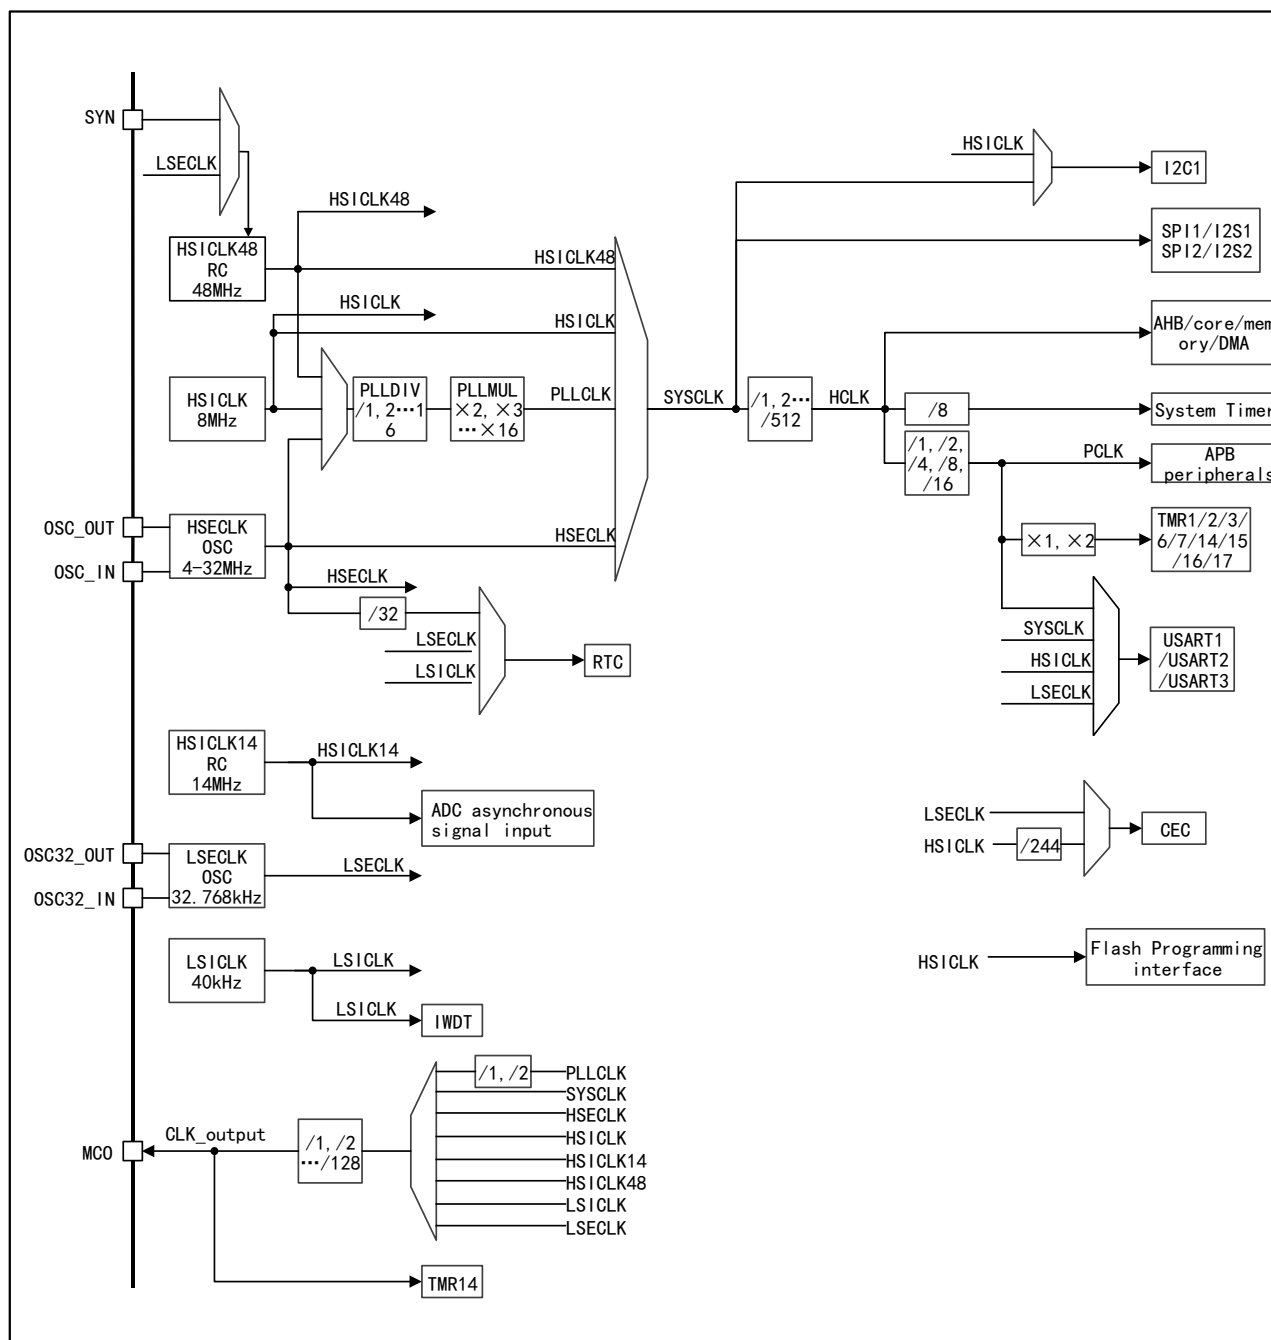 SYN
LSECLK
HSICLK48
HSICLK48
RC
48MHz
HSICLK48
HSICLK
HSICLK
HSICLK
8MHz
PLLDIV
/1, 2…1
6
PLLMUL
×2, ×3
… ×16
PLLCLK
SYSCLK
/1, 2…
/512
HCLK
HSICLK
I2C1
SPI1/I2S1
SPI2/I2S2
AHB/core/mem
ory/DMA
/8
System Timer
/1, /2,
/4, /8,
/16
PCLK
APB
peripherals
×1, ×2
TMR1/2/3/
6/7/14/15
/16/17
SYSCLK
HSICLK
LSECLK
USART1
/USART2
/USART3
OSC_OUT
OSC_IN
HSECLK
OSC
4-32MHz
HSECLK
HSECLK
/32
LSECLK
LSICLK
RTC
HSICLK14
RC
14MHz
HSICLK14
ADC asynchronous
signal input
LSECLK
HSICLK
/244
CEC
OSC32_OUT
OSC32_IN
LSECLK
OSC
32.768kHz
LSECLK
LSICLK
40kHz
LSICLK
LSICLK
IWDT
HSICLK
Flash Programming
interface
MCO
CLK_output
/1, /2
…/128
/1, /2
PLLCLK
SYSCLK
HSECLK
HSICLK
HSICLK14
HSICLK48
LSICLK
LSECLK
TMR14